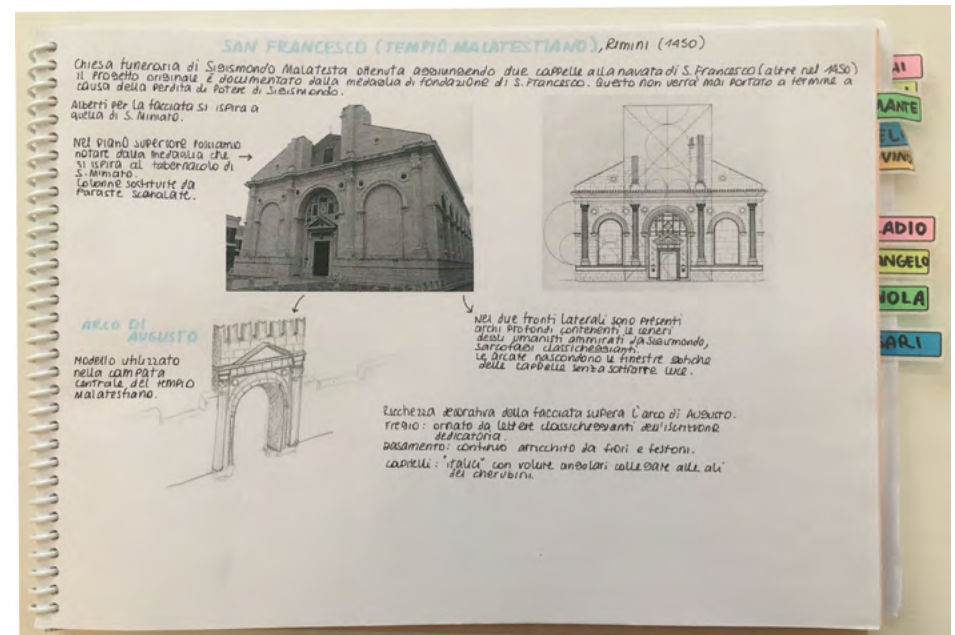 SAN FRANCESCO (TEMPIO MALATESTIANO), Rimini (1450)
Chiesa funeraria di Sigismondo Malatesta ottenuta aggiungendo due cappelle alla navata di S. Francesco (altre nel 1450)
Il progetto originale è documentato dalla medaglia di fondazione di S. Francesco. Questo non verrà mai portato a termine a
causa della perdita di potere di Sigismondo.
Alberti per la facciata si ispira a
quella di S. Miniato.
Nel piano superiore possiamo
notare dalla medaglia che →
si ispira al tabernacolo di
S. Miniato.
Colonne sostituite da
Paraste scanalate.
ARCO DI
AUGUSTO
Modello utilizzato
nella campata
centrale del tempio
Malatestiano.
Nei due fronti laterali sono presenti
archi profondi contenenti le ceneri
degli umanisti ammirati da Sigismondo,
sarcofagi classicheggianti.
Le arcate nascondono le finestre gotiche
delle cappelle senza sottrarre luce.
Ricchezza decorativa della facciata supera l'arco di Augusto.
Fregio: ornato da lettere classicheggianti dell'iscrizione
dedicatoria.
Basamento: continuo arricchito da fiori e festoni.
Capitelli: "italici" con volute angolari collegate alle ali
dei cherubini.
AI
MANTE
ELI
VINS
ADIO
ANGELO
NOLA
SARI